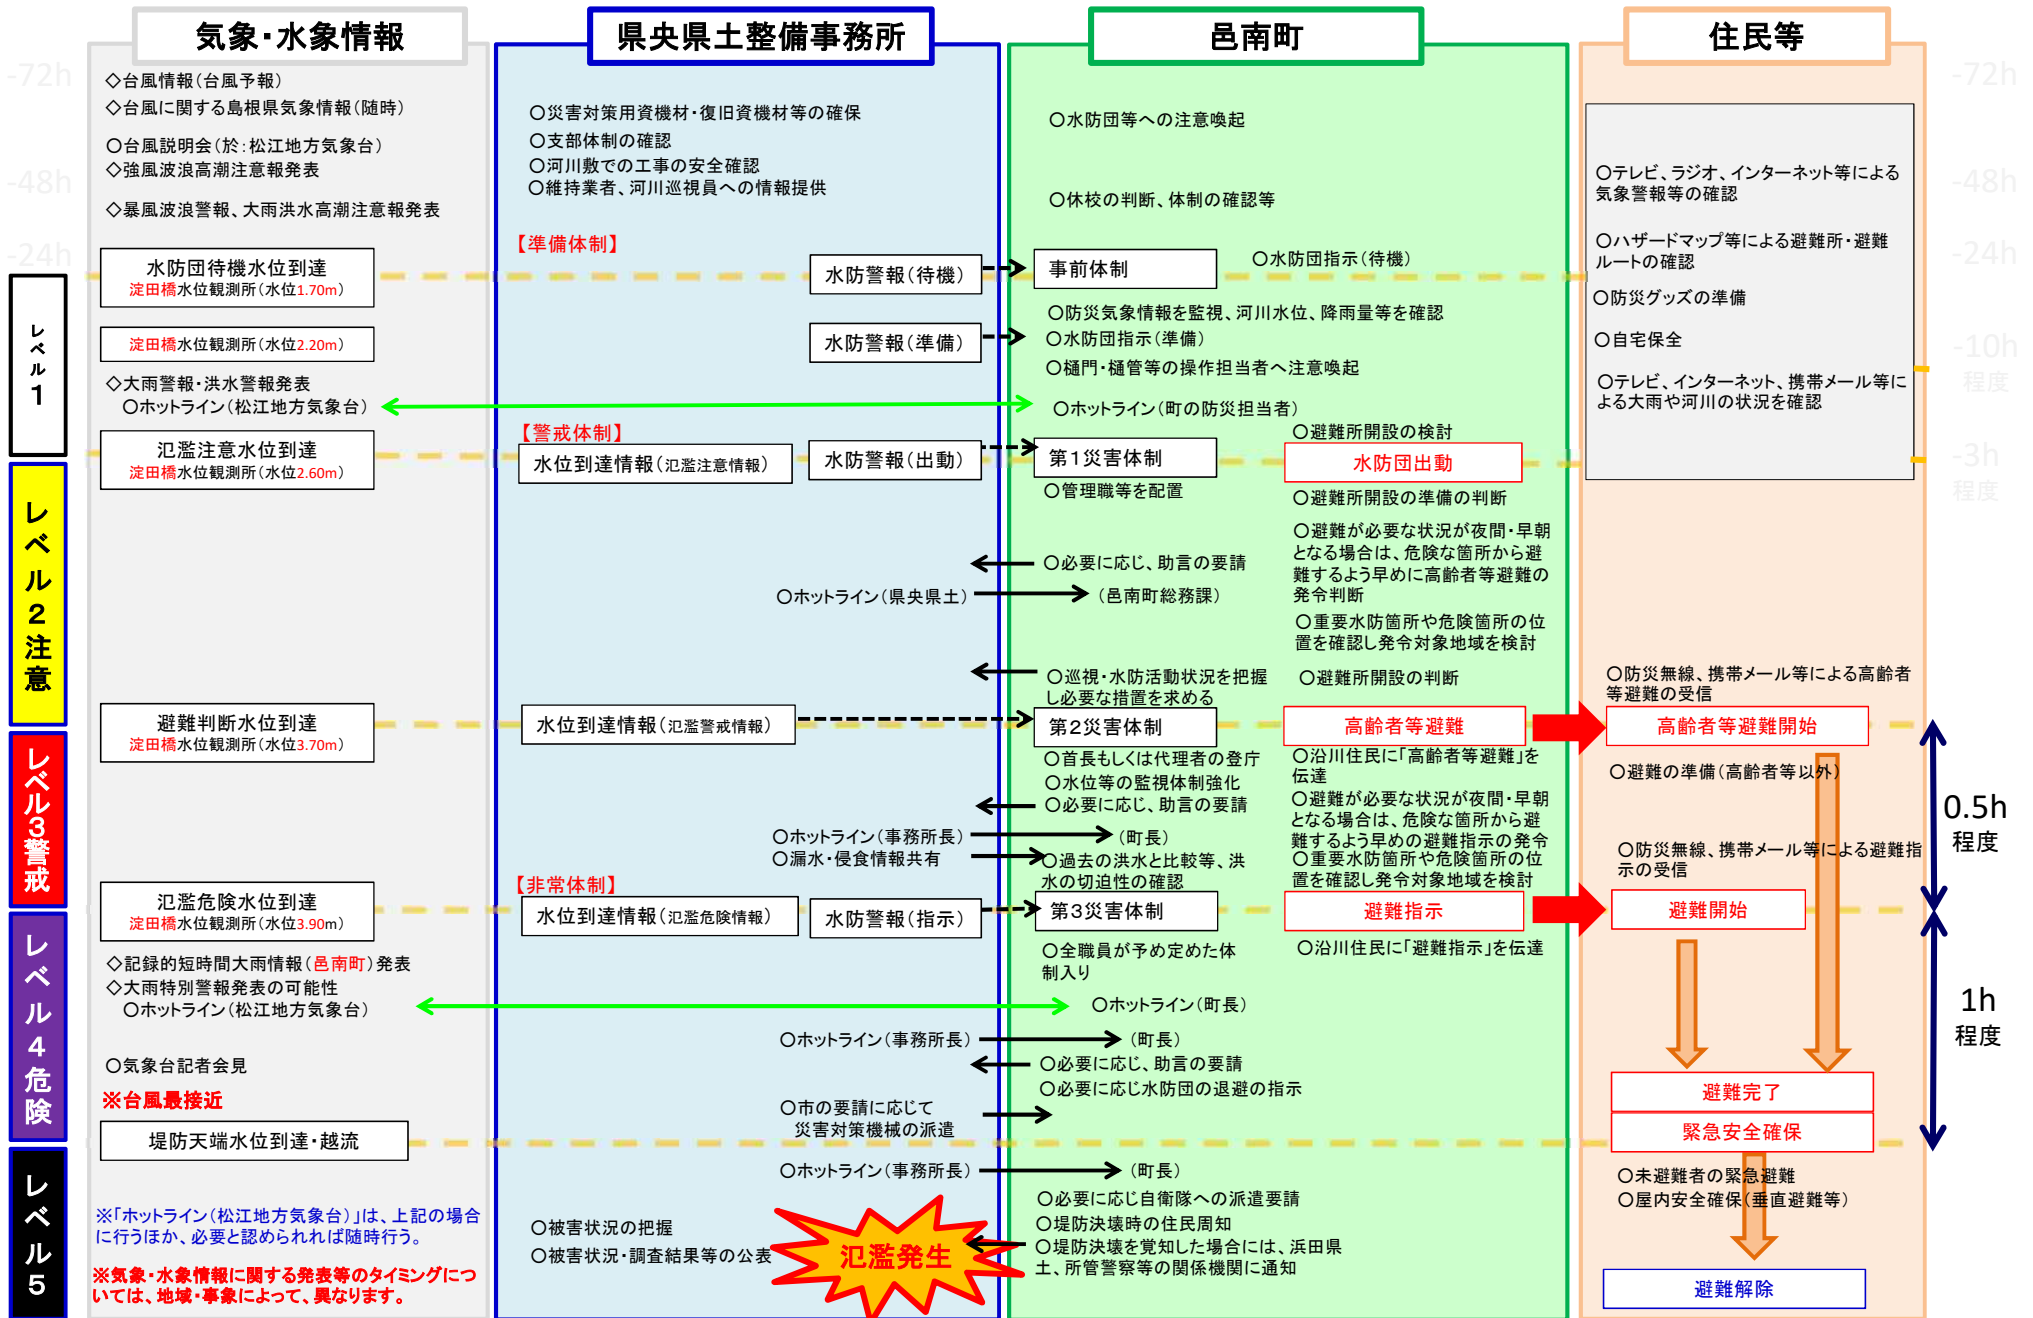 気象・水象情報
県央県土整備事務所
邑南町
住民等
-72h
-48h
-24h
レベル1
レベル2注意
レベル3警戒
レベル4危険
レベル5
◇台風情報(台風予報)
◇台風に関する島根県気象情報(随時)
○台風説明会(於:松江地方気象台)
◇強風波浪高潮注意報発表
◇暴風波浪警報、大雨洪水高潮注意報発表
水防団待機水位到達
淀田橋水位観測所(水位1.70m)
淀田橋水位観測所(水位2.20m)
◇大雨警報・洪水警報発表
○ホットライン(松江地方気象台)
氾濫注意水位到達
淀田橋水位観測所(水位2.60m)
避難判断水位到達
淀田橋水位観測所(水位3.70m)
氾濫危険水位到達
淀田橋水位観測所(水位3.90m)
◇記録的短時間大雨情報(邑南町)発表
◇大雨特別警報発表の可能性
○ホットライン(松江地方気象台)
○気象台記者会見
※台風最接近
堤防天端水位到達・越流
※「ホットライン(松江地方気象台)」は、上記の場合
に行うほか、必要と認められれば随時行う。
※気象・水象情報に関する発表等のタイミングにつ
いては、地域・事象によって、異なります。
○災害対策用資機材・復旧資機材等の確保
○支部体制の確認
○河川敷での工事の安全確認
○維持業者、河川巡視員への情報提供
【準備体制】
水防警報(待機)
水防警報(準備)
【警戒体制】
水位到達情報(氾濫注意情報)
水防警報(出動)
○ホットライン(県央県土)
水位到達情報(氾濫警戒情報)
○ホットライン(事務所長)
○漏水・侵食情報共有
【非常体制】
水位到達情報(氾濫危険情報)
水防警報(指示)
○ホットライン(事務所長)
○市の要請に応じて
災害対策機械の派遣
○ホットライン(事務所長)
○被害状況の把握
○被害状況・調査結果等の公表
氾濫発生
○水防団等への注意喚起
○休校の判断、体制の確認等
事前体制
○水防団指示(待機)
○防災気象情報を監視、河川水位、降雨量等を確認
○水防団指示(準備)
○樋門・樋管等の操作担当者へ注意喚起
○ホットライン(町の防災担当者)
○避難所開設の検討
第1災害体制
水防団出動
○管理職等を配置
○避難所開設の準備の判断
○避難が必要な状況が夜間・早朝
となる場合は、危険な箇所から避
難するよう早めに高齢者等避難の
発令判断
○必要に応じ、助言の要請
(邑南町総務課)
○重要水防箇所や危険箇所の位
置を確認し発令対象地域を検討
○巡視・水防活動状況を把握
し必要な措置を求める
○避難所開設の判断
第2災害体制
高齢者等避難
○首長もしくは代理者の登庁
○水位等の監視体制強化
○必要に応じ、助言の要請
(町長)
○過去の洪水と比較等、洪
水の切迫性の確認
○沿川住民に「高齢者等避難」を
伝達
○避難が必要な状況が夜間・早朝
となる場合は、危険な箇所から避
難するよう早めの避難指示の発令
○重要水防箇所や危険箇所の位
置を確認し発令対象地域を検討
第3災害体制
避難指示
○全職員が予め定めた体
制入り
○沿川住民に「避難指示」を伝達
○ホットライン(町長)
(町長)
○必要に応じ、助言の要請
○必要に応じ水防団の退避の指示
(町長)
○必要に応じ自衛隊への派遣要請
○堤防決壊時の住民周知
○堤防決壊を覚知した場合には、浜田県
土、所管警察等の関係機関に通知
○テレビ、ラジオ、インターネット等による
気象警報等の確認
○ハザードマップ等による避難所・避難
ルートの確認
○防災グッズの準備
○自宅保全
○テレビ、インターネット、携帯メール等に
よる大雨や河川の状況を確認
○防災無線、携帯メール等による高齢者
等避難の受信
高齢者等避難開始
○避難の準備(高齢者等以外)
○防災無線、携帯メール等による避難指
示の受信
避難開始
避難完了
緊急安全確保
○未避難者の緊急避難
○屋内安全確保(垂直避難等)
避難解除
-72h
-48h
-24h
-10h
程度
-3h
程度
0.5h
程度
1h
程度